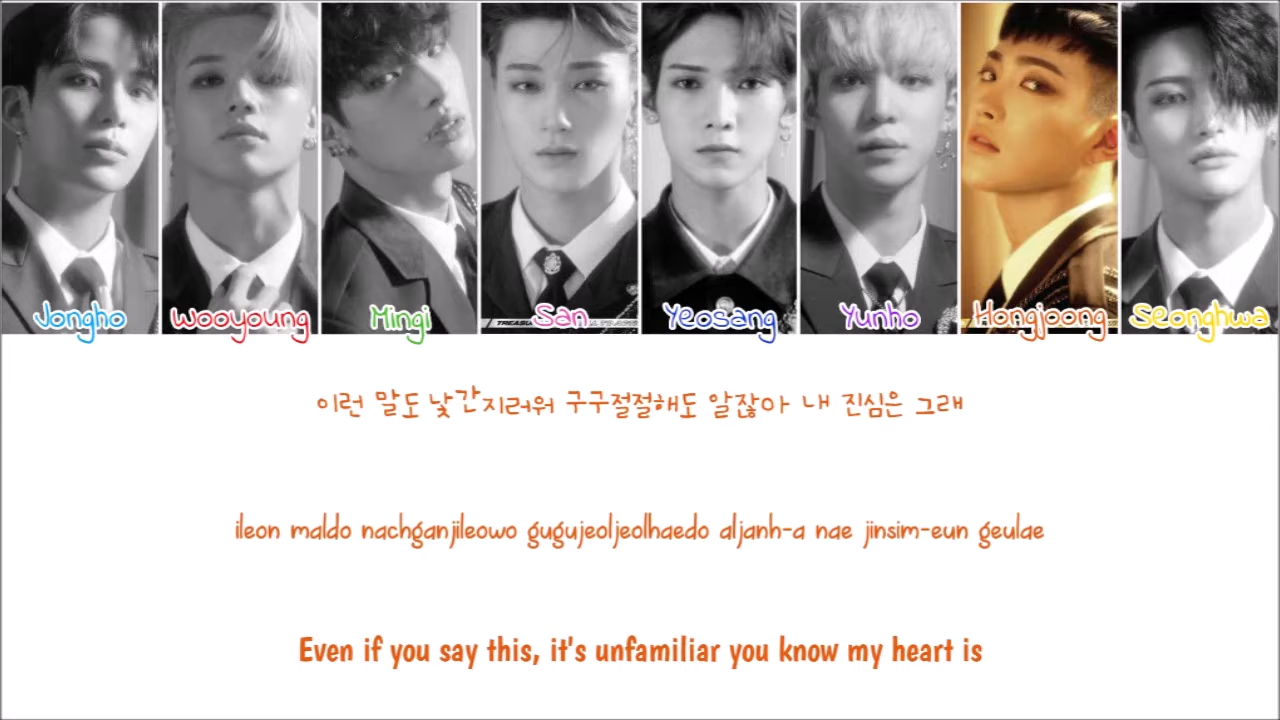 Jongho
Wooyoung
Mingi
San
Yeosang
Yunho
Hongjoong
Seonghwa
이런 말도 낯간지러워 구구절절해도 알잖아 내 진심은 그래
ileon maldo nachganjileowo gugujeoljeolhaedo aljanh-a nae jinsim-eun geulae
Even if you say this, it's unfamiliar you know my heart is